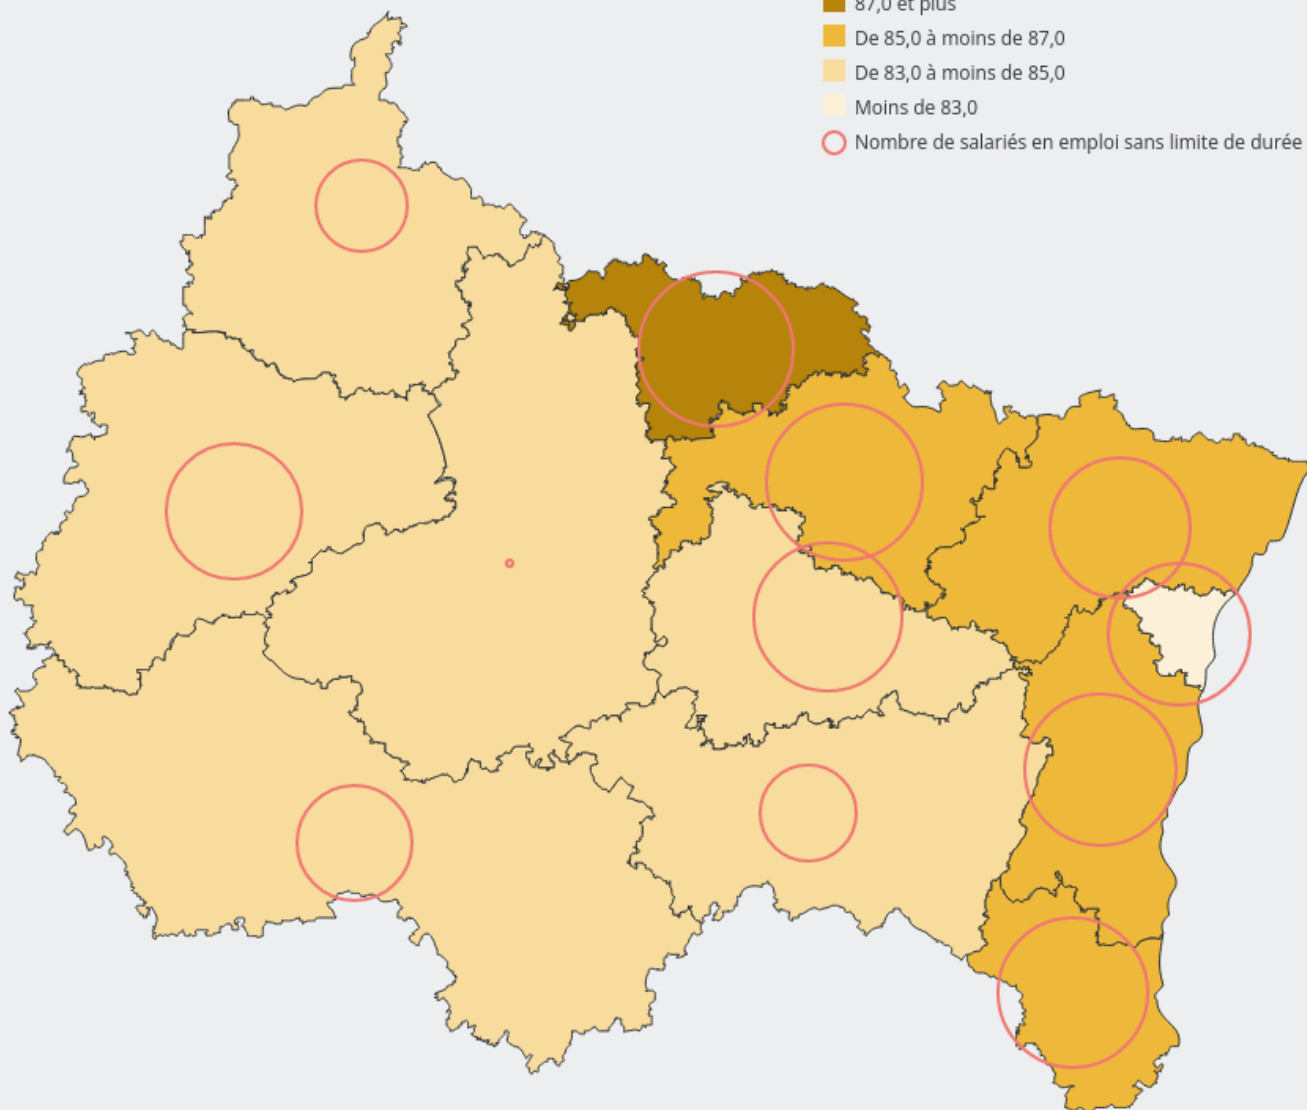 87,0 et plus
De 85,0 à moins de 87,0
De 83,0 à moins de 85,0
Moins de 83,0
Nombre de salariés en emploi sans limite de durée